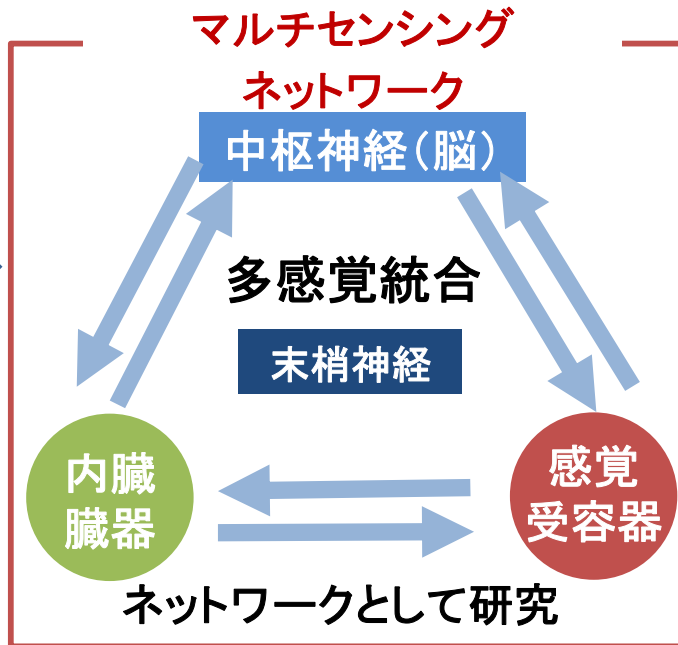 マルチセンシング
ネットワーク
中枢神経(脳)
多感覚統合
末梢神経
内臓
臓器
感覚
受容器
ネットワークとして研究